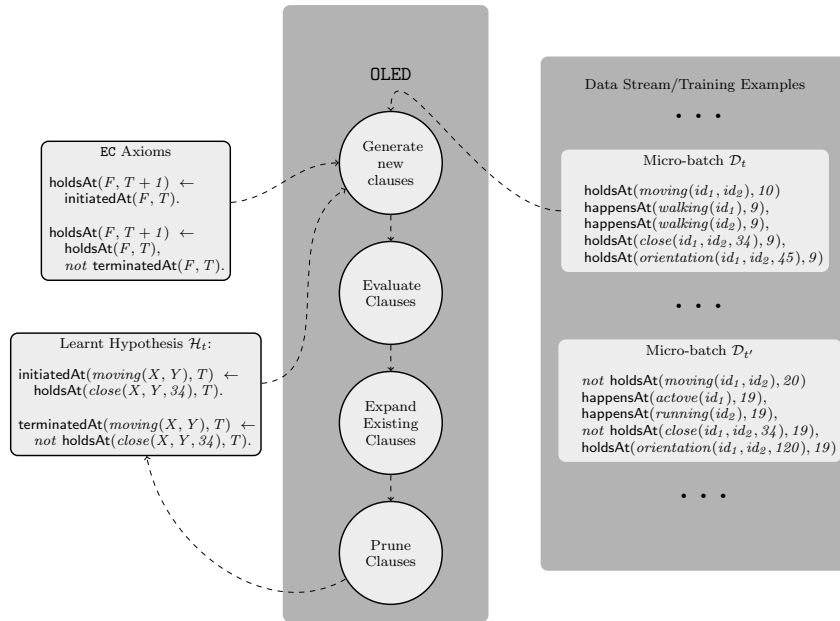 OLED
Generate
new
clauses
Evaluate
Clauses
Expand
Existing
Clauses
Prune
Clauses
EC Axioms
holdsAt(F, T + 1) ←
initiatedAt(F, T).
holdsAt(F, T + 1) ←
holdsAt(F, T),
not terminatedAt(F, T).
Learnt Hypothesis ℋₜ:
initiatedAt(moving(X, Y), T) ←
holdsAt(close(X, Y, 34), T).
terminatedAt(moving(X, Y), T) ←
not holdsAt(close(X, Y, 34), T).
Data Stream/Training Examples
• • •
Micro-batch 𝒟ₜ
holdsAt(moving(id₁, id₂), 10)
happensAt(walking(id₁), 9),
happensAt(walking(id₂), 9),
holdsAt(close(id₁, id₂, 34), 9),
holdsAt(orientation(id₁, id₂, 45), 9)
• • •
Micro-batch 𝒟ₜ′
not holdsAt(moving(id₁, id₂), 20)
happensAt(actove(id₁), 19),
happensAt(running(id₂), 19),
not holdsAt(close(id₁, id₂, 34), 19),
holdsAt(orientation(id₁, id₂, 120), 19)
• • •